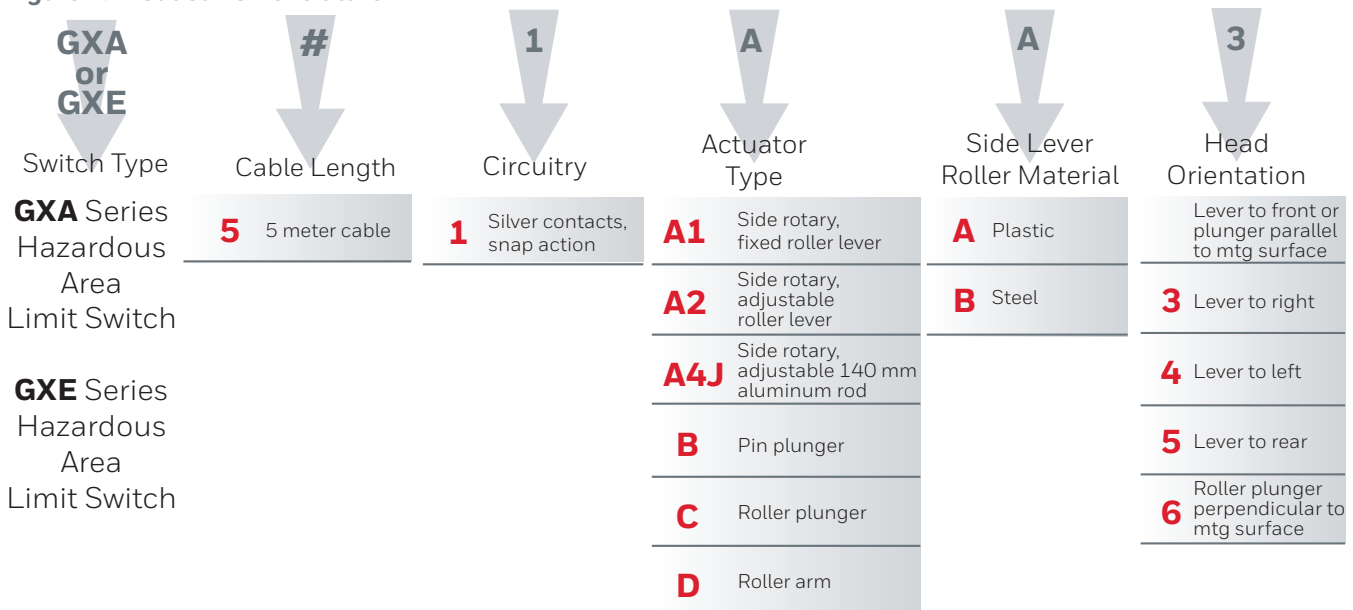 GXA
or
GXE
#
1
A
A
3
Switch Type
Cable Length
Circuitry
Actuator
Type
Side Lever
Roller Material
Head
Orientation
GXA Series
Hazardous
Area
Limit Switch
GXE Series
Hazardous
Area
Limit Switch
5 5 meter cable
1 Silver contacts,
snap action
A1 Side rotary,
fixed roller lever
A2 Side rotary,
adjustable
roller lever
A4J Side rotary,
adjustable 140 mm
aluminum rod
B Pin plunger
C Roller plunger
D Roller arm
A Plastic
B Steel
Lever to front or
plunger parallel
to mtg surface
3 Lever to right
4 Lever to left
5 Lever to rear
6 Roller plunger
perpendicular to
mtg surface